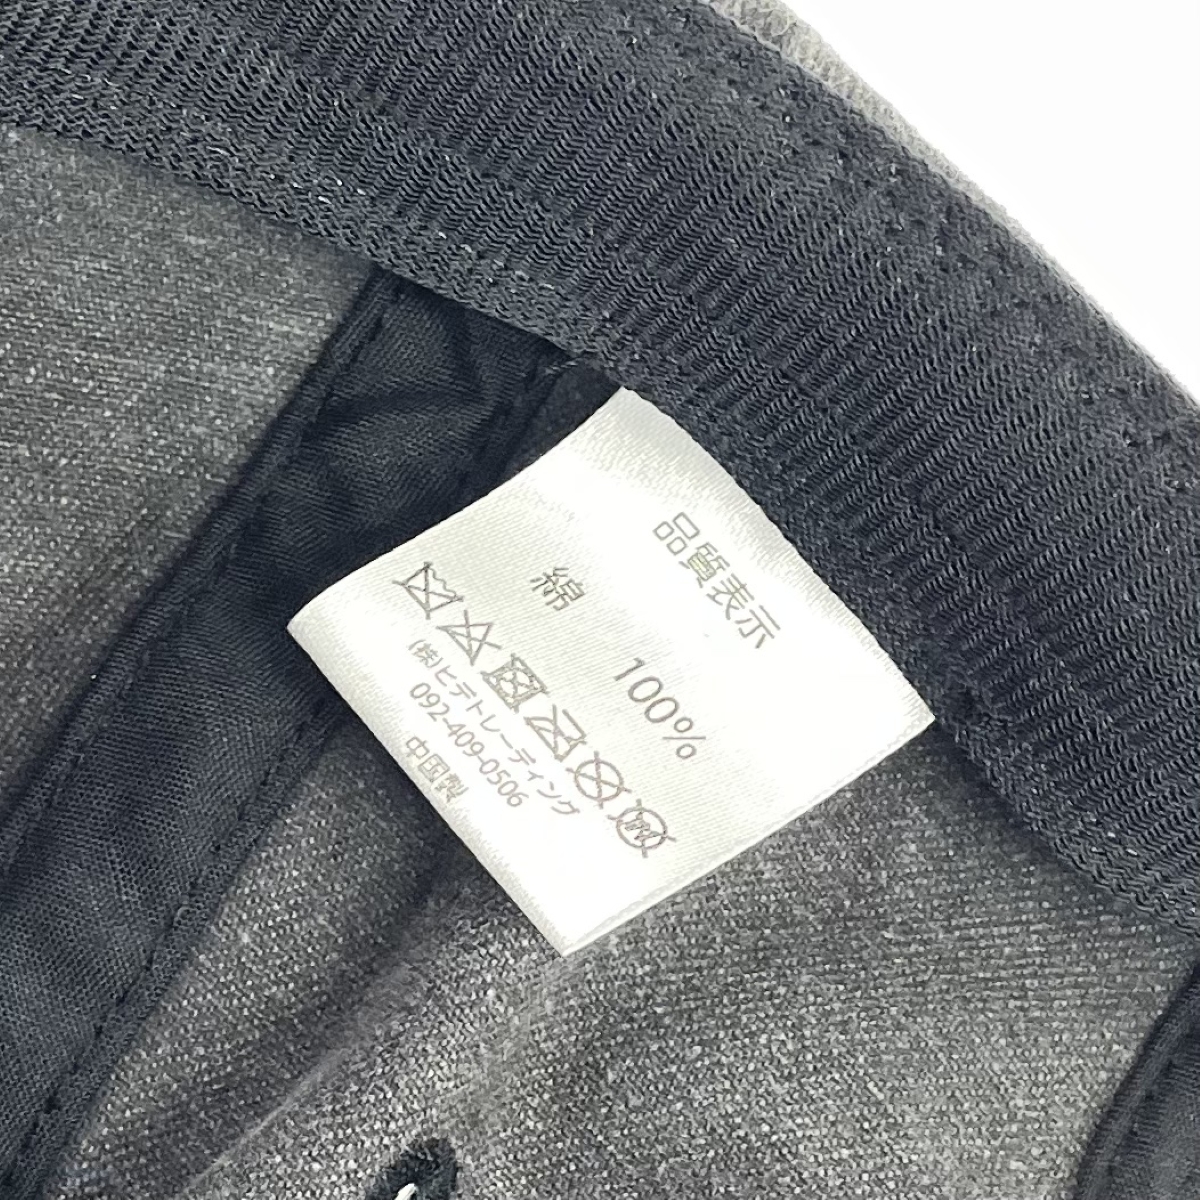 品質表示
綿 100%
(株)ヒデトレーディング
092-409-0506
中国製